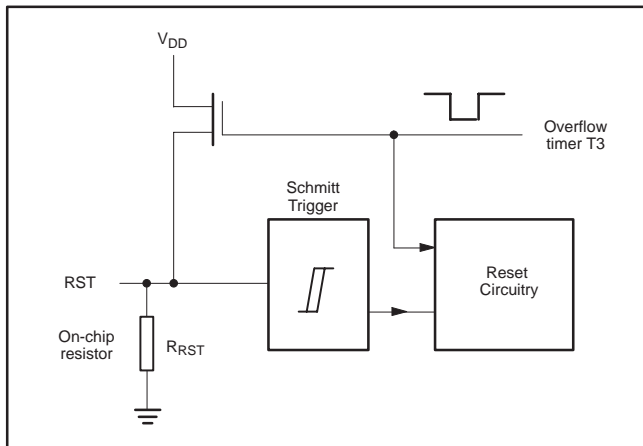 VDD
Overflow
timer T3
Schmitt
Trigger
RST
Reset
Circuitry
On-chip
resistor
RRST